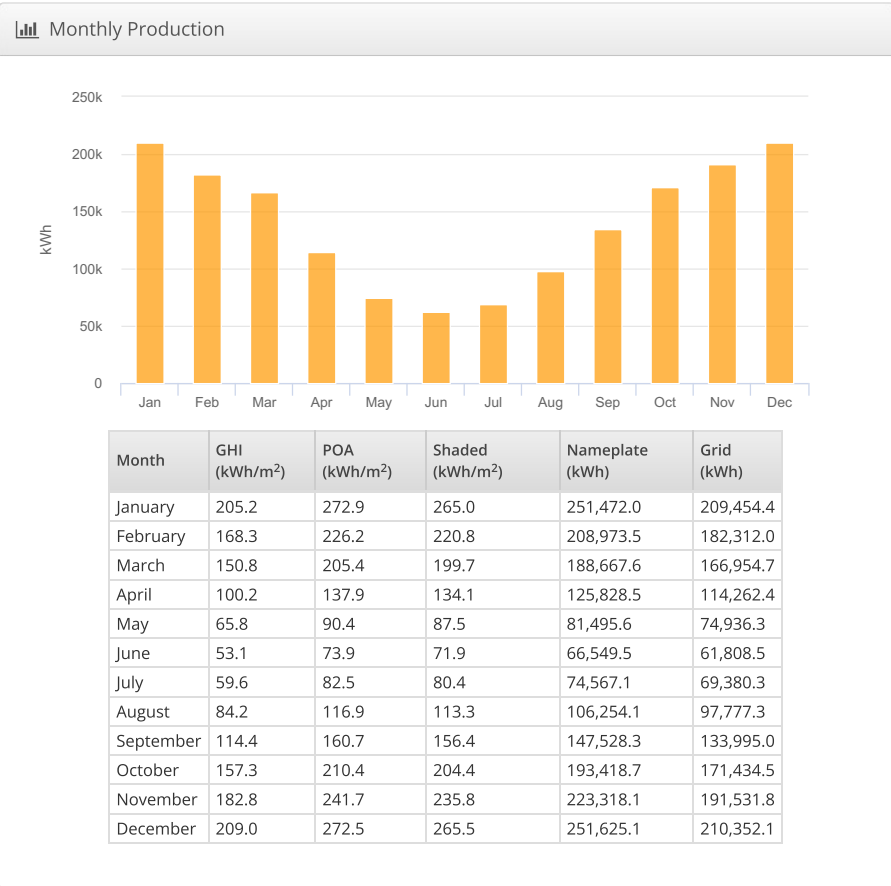 Monthly Production
250k
200k
150k
100k
50k
0
kWh
Jan Feb Mar Apr May Jun Jul Aug Sep Oct Nov Dec
Month GHI (kWh/m²) POA (kWh/m²) Shaded (kWh/m²) Nameplate (kWh) Grid (kWh)
January 205.2 272.9 265.0 251,472.0 209,454.4
February 168.3 226.2 220.8 208,973.5 182,312.0
March 150.8 205.4 199.7 188,667.6 166,954.7
April 100.2 137.9 134.1 125,828.5 114,262.4
May 65.8 90.4 87.5 81,495.6 74,936.3
June 53.1 73.9 71.9 66,549.5 61,808.5
July 59.6 82.5 80.4 74,567.1 69,380.3
August 84.2 116.9 113.3 106,254.1 97,777.3
September 114.4 160.7 156.4 147,528.3 133,995.0
October 157.3 210.4 204.4 193,418.7 171,434.5
November 182.8 241.7 235.8 223,318.1 191,531.8
December 209.0 272.5 265.5 251,625.1 210,352.1